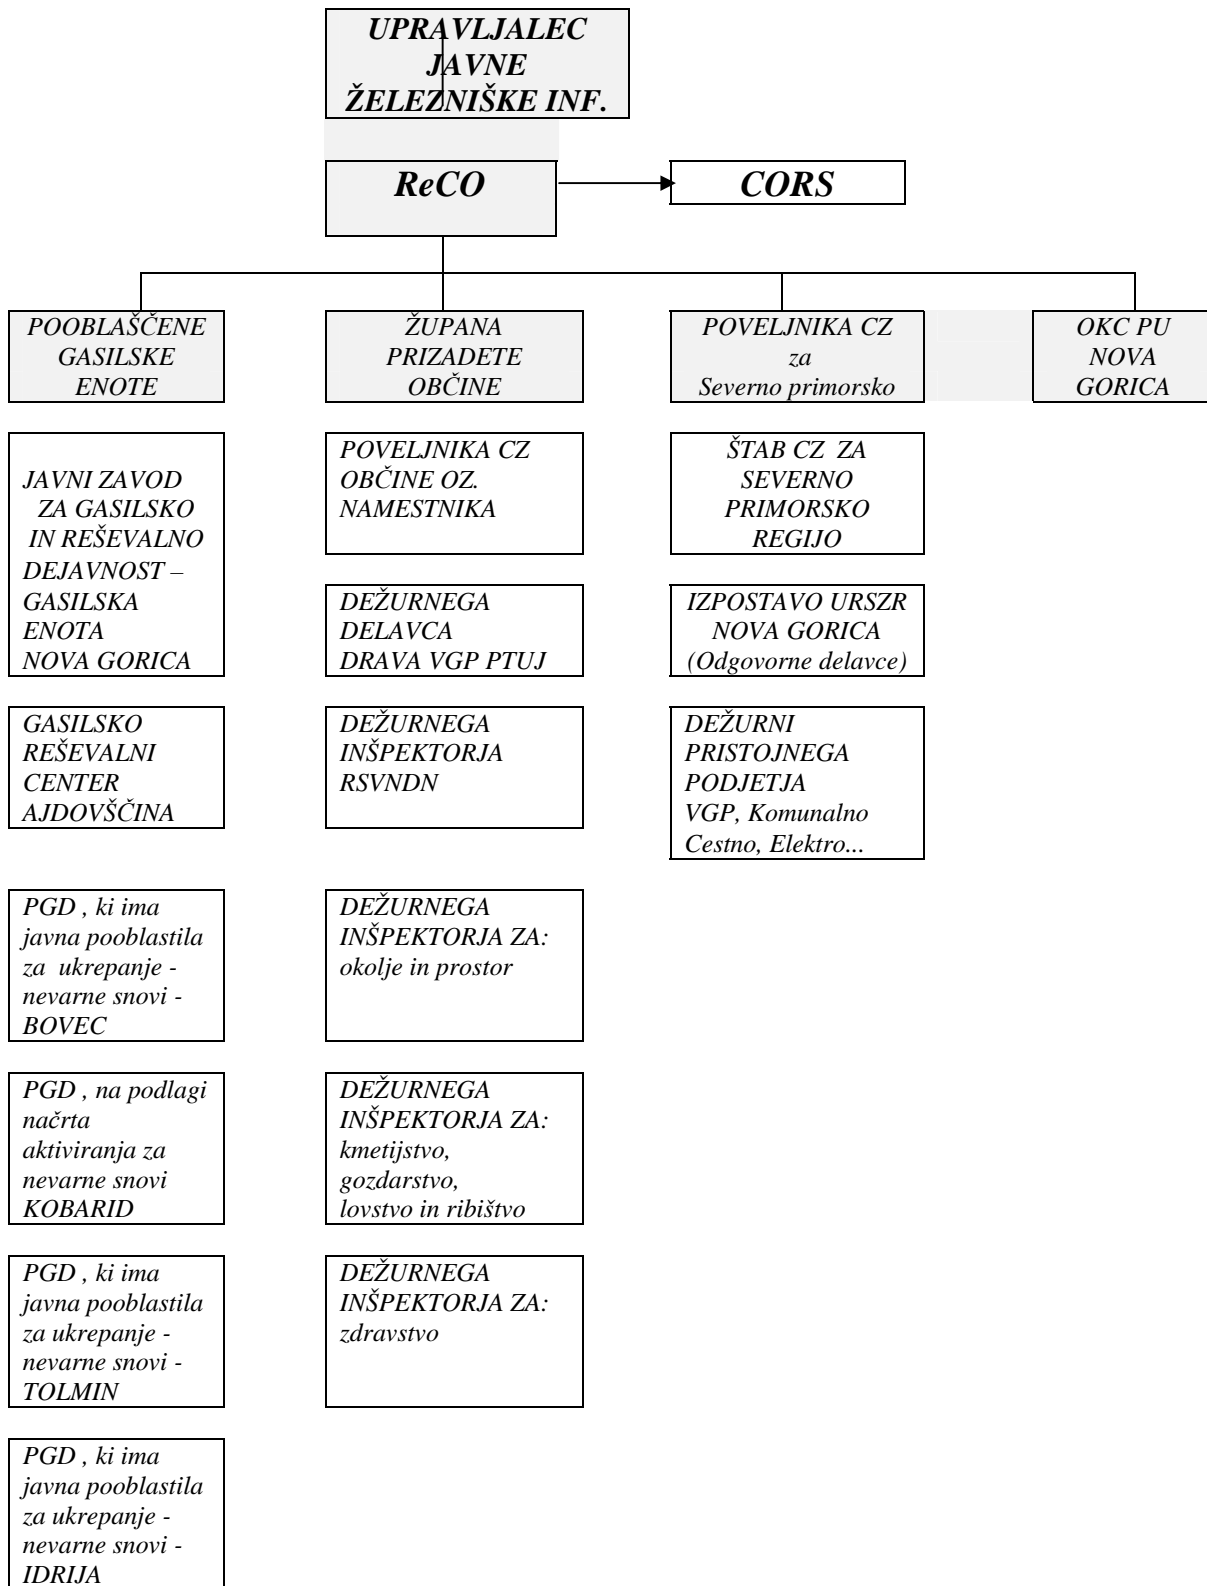 UPRAVLJALEC
JAVNE
ŽELEZNIŠKE INF.
ReCO
CORS
POOBLAŠČENE
GASILSKE
ENOTE
ŽUPANA
PRIZADETE
OBČINE
POVELJNIKA CZ
za
Severno primorsko
OKC PU
NOVA
GORICA
JAVNI ZAVOD
ZA GASILSKO
IN REŠEVALNO
DEJAVNOST –
GASILSKA
ENOTA
NOVA GORICA
POVELJNIKA CZ
OBČINE OZ.
NAMESTNIKA
ŠTAB CZ ZA
SEVERNO
PRIMORSKO
REGIJO
DEŽURNEGA
DELAVCA
DRAVA VGP PTUJ
IZPOSTAVO URSZR
NOVA GORICA
(Odgovorne delavce)
GASILSKO
REŠEVALNI
CENTER
AJDOVŠČINA
DEŽURNEGA
INŠPEKTORJA
RSVNDN
DEŽURNI
PRISTOJNEGA
PODJETJA
VGP, Komunalno
Cestno, Elektro...
PGD , ki ima
javna pooblastila
za ukrepanje -
nevarne snovi -
BOVEC
DEŽURNEGA
INŠPEKTORJA ZA:
okolje in prostor
PGD , na podlagi
načrta
aktiviranja za
nevarne snovi
KOBARID
DEŽURNEGA
INŠPEKTORJA ZA:
kmetijstvo,
gozdarstvo,
lovstvo in ribištvo
PGD , ki ima
javna pooblastila
za ukrepanje -
nevarne snovi -
TOLMIN
DEŽURNEGA
INŠPEKTORJA ZA:
zdravstvo
PGD , ki ima
javna pooblastila
za ukrepanje -
nevarne snovi -
IDRIJA